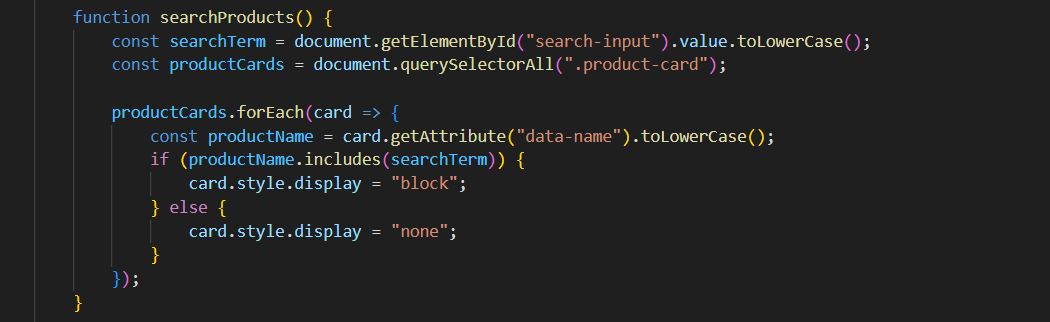 function searchProducts() {
    const searchTerm = document.getElementById("search-input").value.toLowerCase();
    const productCards = document.querySelectorAll(".product-card");

    productCards.forEach(card => {
        const productName = card.getAttribute("data-name").toLowerCase();
        if (productName.includes(searchTerm)) {
            card.style.display = "block";
        } else {
            card.style.display = "none";
        }
    });
}